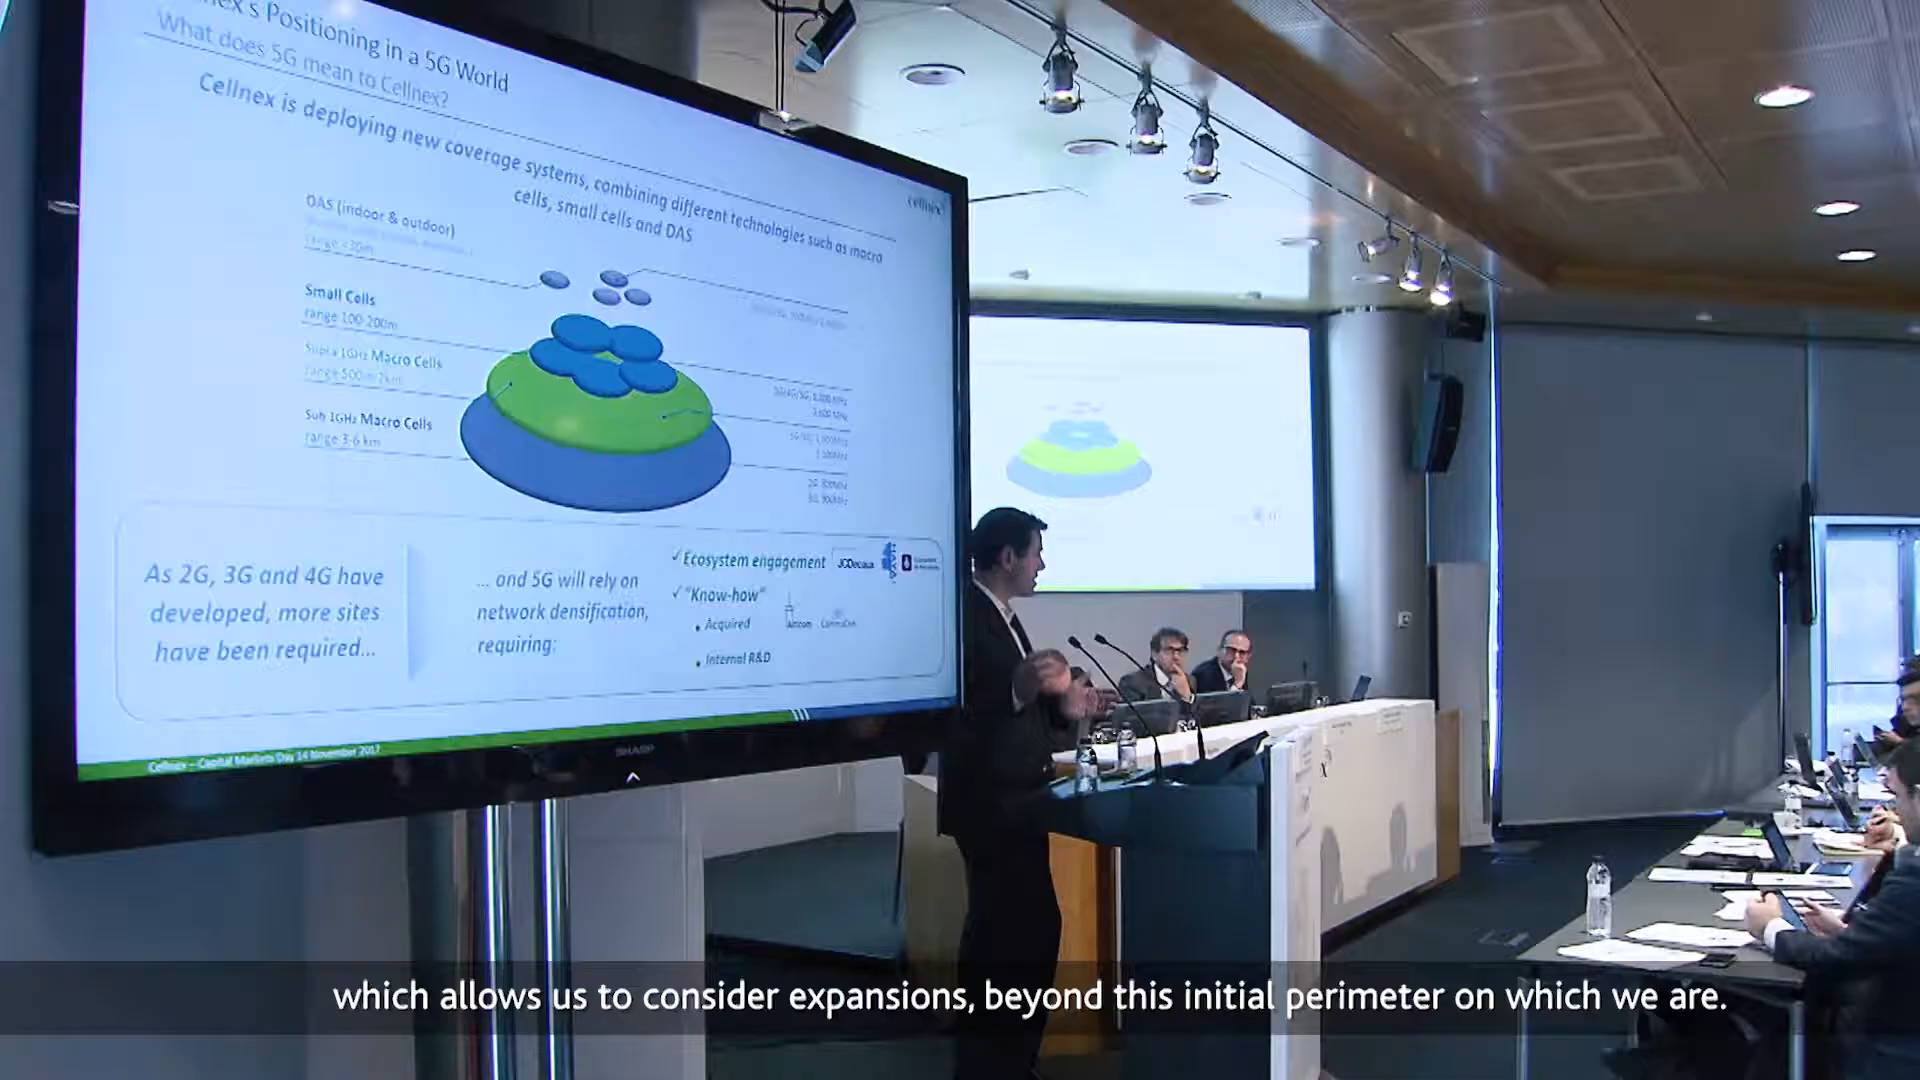 Cellnex's Positioning in a 5G World
What does 5G mean to Cellnex?
Cellnex is deploying new coverage systems, combining different technologies such as macro
cells, small cells and DAS
cellnex
DAS (indoor & outdoor)
range <30m
Small Cells
range 100-200m
Supra 1GHz Macro Cells
range 500m-2km
Sub 1GHz Macro Cells
range 3-6 km
As 2G, 3G and 4G have
developed, more sites
have been required...
... and 5G will rely on
network densification,
requiring:
✓ Ecosystem engagement
JCDecaux
✓ "Know-how"
• Acquired
• Internal R&D
Cellnex – Capital Markets Day 14 November 2017
SHARP
which allows us to consider expansions, beyond this initial perimeter on which we are.